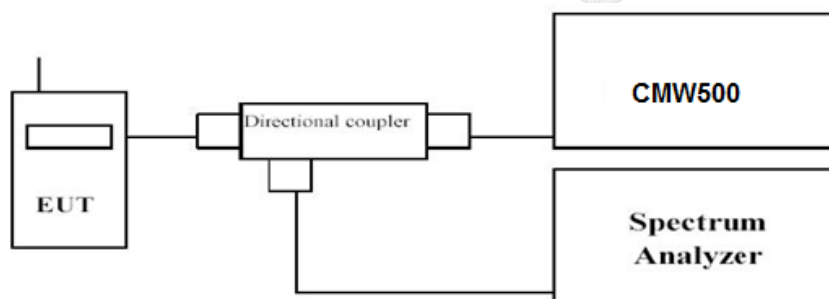 CMW500
Directional coupler
EUT
Spectrum
Analyzer